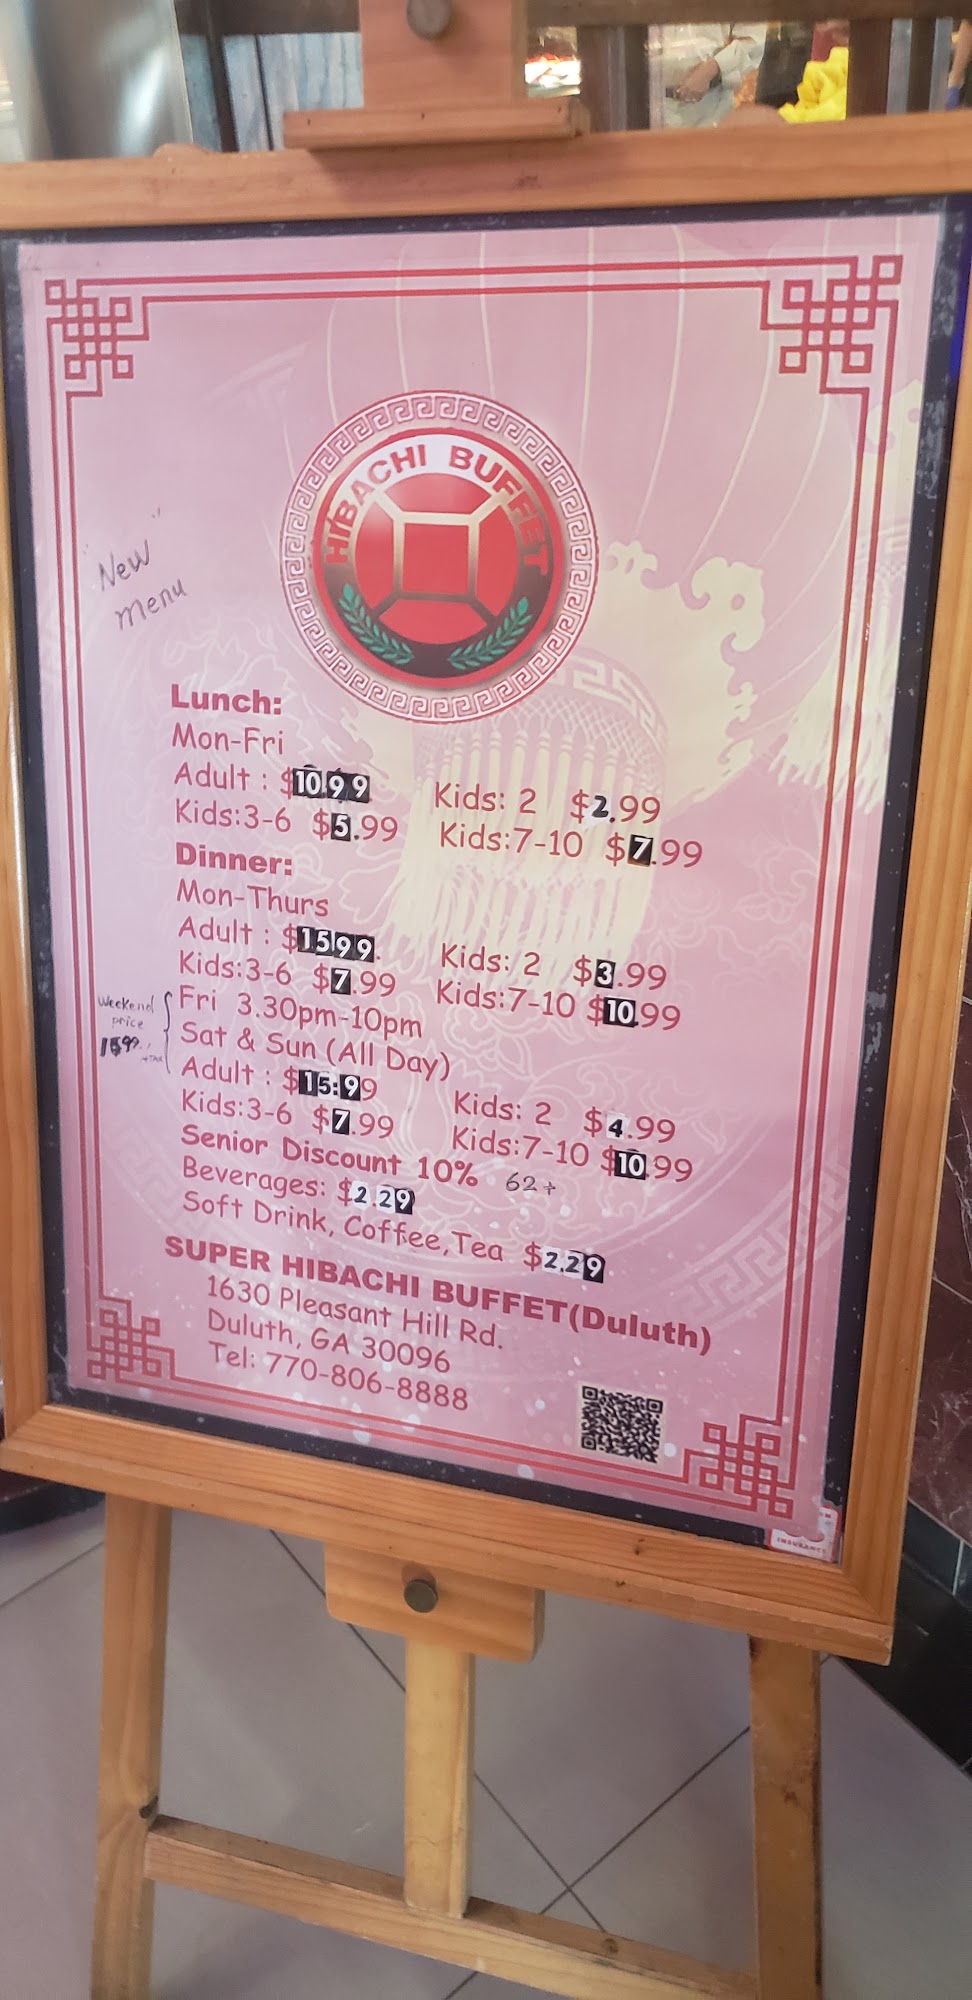 HIBACHI BUFFET
"New"
menu
Lunch:
Mon-Fri
Adult : $10.99 Kids: 2 $2.99
Kids:3-6 $5.99 Kids:7-10 $7.99
Dinner:
Mon-Thurs
Adult : $1599. Kids: 2 $3.99
Kids:3-6 $7.99 Kids:7-10 $10.99
Weekend price 1599 +TAX
Fri 3.30pm-10pm
Sat & Sun (All Day)
Adult : $15:99 Kids: 2 $4.99
Kids:3-6 $7.99 Kids:7-10 $10.99
Senior Discount 10% 62+
Beverages: $2.29
Soft Drink, Coffee,Tea $2.29
SUPER HIBACHI BUFFET(Duluth)
1630 Pleasant Hill Rd.
Duluth, GA 30096
Tel: 770-806-8888
INSURANCE